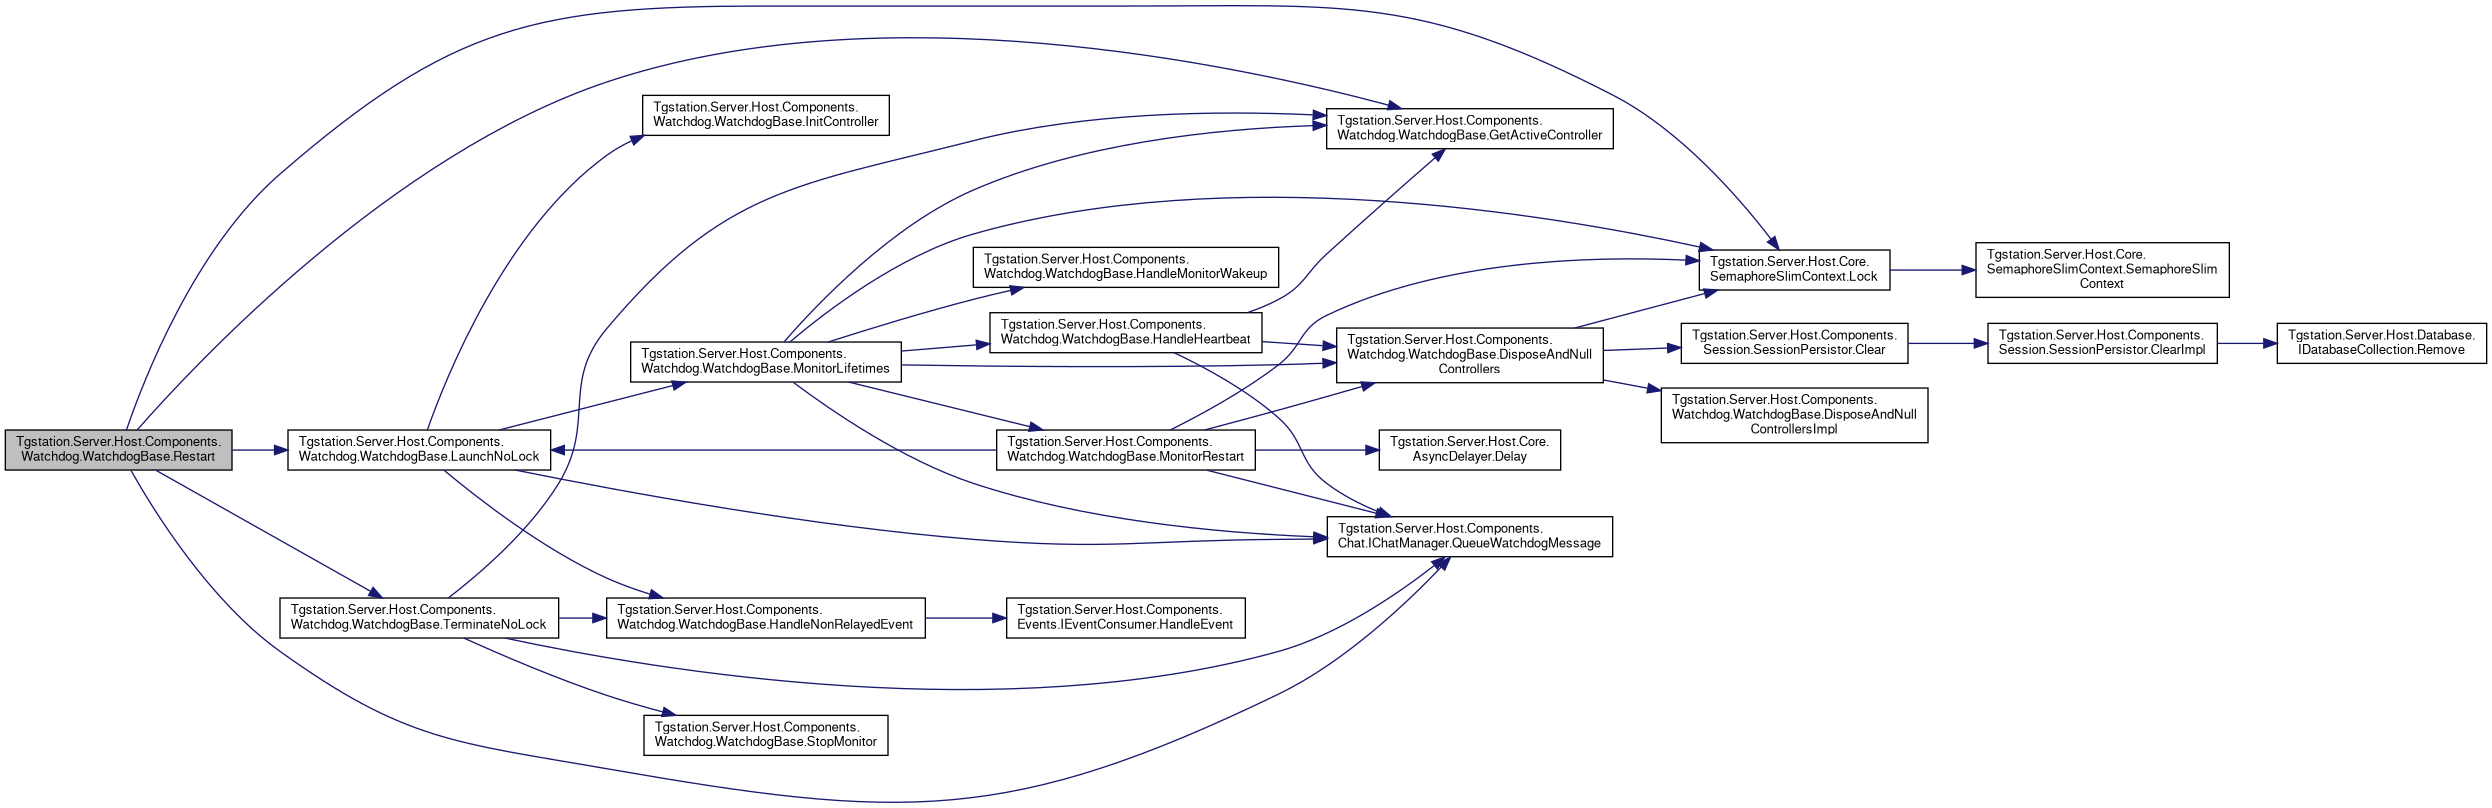 Tgstation.Server.Host.Components.
Watchdog.WatchdogBase.Restart
Tgstation.Server.Host.Components.
Watchdog.WatchdogBase.LaunchNoLock
Tgstation.Server.Host.Components.
Watchdog.WatchdogBase.TerminateNoLock
Tgstation.Server.Host.Components.
Watchdog.WatchdogBase.InitController
Tgstation.Server.Host.Components.
Watchdog.WatchdogBase.MonitorLifetimes
Tgstation.Server.Host.Components.
Watchdog.WatchdogBase.HandleNonRelayedEvent
Tgstation.Server.Host.Components.
Watchdog.WatchdogBase.StopMonitor
Tgstation.Server.Host.Components.
Watchdog.WatchdogBase.HandleMonitorWakeup
Tgstation.Server.Host.Components.
Watchdog.WatchdogBase.HandleHeartbeat
Tgstation.Server.Host.Components.
Watchdog.WatchdogBase.MonitorRestart
Tgstation.Server.Host.Components.
Events.IEventConsumer.HandleEvent
Tgstation.Server.Host.Components.
Watchdog.WatchdogBase.GetActiveController
Tgstation.Server.Host.Components.
Watchdog.WatchdogBase.DisposeAndNull
Controllers
Tgstation.Server.Host.Core.
AsyncDelayer.Delay
Tgstation.Server.Host.Components.
Chat.IChatManager.QueueWatchdogMessage
Tgstation.Server.Host.Core.
SemaphoreSlimContext.Lock
Tgstation.Server.Host.Components.
Session.SessionPersistor.Clear
Tgstation.Server.Host.Components.
Watchdog.WatchdogBase.DisposeAndNull
ControllersImpl
Tgstation.Server.Host.Core.
SemaphoreSlimContext.SemaphoreSlim
Context
Tgstation.Server.Host.Components.
Session.SessionPersistor.ClearImpl
Tgstation.Server.Host.Database.
IDatabaseCollection.Remove